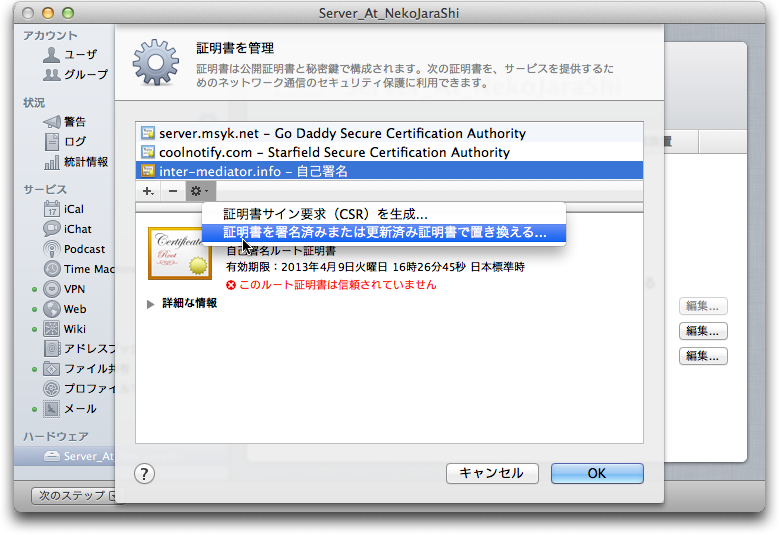 Server_At_NekoJaraShi
アカウント
ユーザ
グループ
状況
警告
ログ
統計情報
サービス
iCal
iChat
Podcast
Time Mac
VPN
Web
Wiki
アドレスブ
ファイル共
プロファイル
メール
ハードウェア
Server_At
次のステップ
証明書を管理
証明書は公開証明書と秘密鍵で構成されます。次の証明書を、サービスを提供するた
めのネットワーク通信のセキュリティ保護に利用できます。
server.msyk.net – Go Daddy Secure Certification Authority
coolnotify.com – Starfield Secure Certification Authority
inter-mediator.info – 自己署名
証明書サイン要求（CSR）を生成...
証明書を署名済みまたは更新済み証明書で置き換える...
Certificate
Root
自己署名ルート証明書
有効期限：2013年4月9日火曜日 16時26分45秒 日本標準時
このルート証明書は信頼されていません
詳細な情報
?
キャンセル
OK
編集...
編集...
編集...